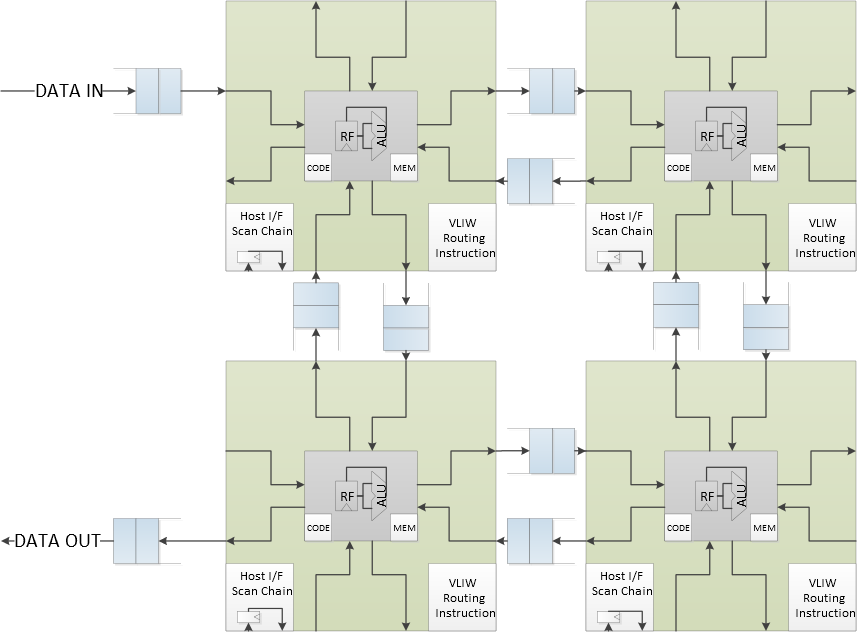 DATA IN
RF
ALU
CODE
MEM
Host I/F
Scan Chain
VLIW
Routing
Instruction
RF
ALU
CODE
MEM
Host I/F
Scan Chain
VLIW
Routing
Instruction
DATA OUT
RF
ALU
CODE
MEM
Host I/F
Scan Chain
VLIW
Routing
Instruction
RF
ALU
CODE
MEM
Host I/F
Scan Chain
VLIW
Routing
Instruction